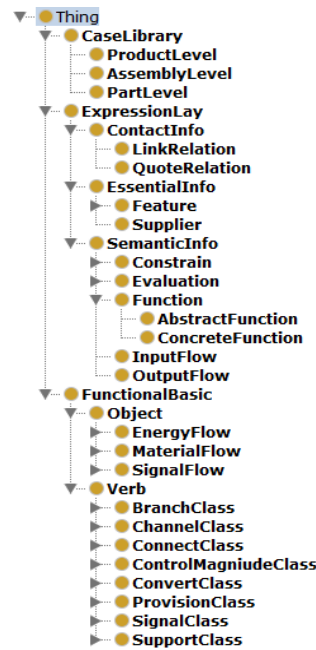 Thing
CaseLibrary
ProductLevel
AssemblyLevel
PartLevel
ExpressionLay
ContactInfo
LinkRelation
QuoteRelation
EssentialInfo
Feature
Supplier
SemanticInfo
Constrain
Evaluation
Function
AbstractFunction
ConcreteFunction
InputFlow
OutputFlow
FunctionalBasic
Object
EnergyFlow
MaterialFlow
SignalFlow
Verb
BranchClass
ChannelClass
ConnectClass
ControlMagniudeClass
ConvertClass
ProvisionClass
SignalClass
SupportClass